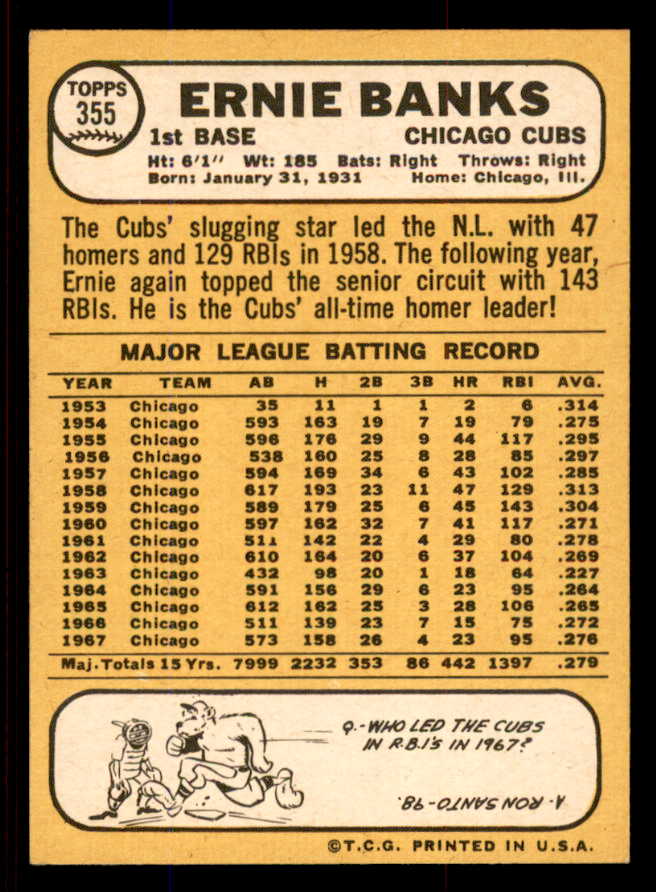 TOPPS
355
ERNIE BANKS
1st BASE CHICAGO CUBS
Ht: 6'1" Wt: 185 Bats: Right Throws: Right
Born: January 31, 1931 Home: Chicago, Ill.
The Cubs' slugging star led the N.L. with 47
homers and 129 RBIs in 1958. The following year,
Ernie again topped the senior circuit with 143
RBIs. He is the Cubs' all-time homer leader!
MAJOR LEAGUE BATTING RECORD
YEAR TEAM AB H 2B 3B HR RBI AVG.
1953 Chicago 35 11 1 1 2 6 .314
1954 Chicago 593 163 19 7 19 79 .275
1955 Chicago 596 176 29 9 44 117 .295
1956 Chicago 538 160 25 8 28 85 .297
1957 Chicago 594 169 34 6 43 102 .285
1958 Chicago 617 193 23 11 47 129 .313
1959 Chicago 589 179 25 6 45 143 .304
1960 Chicago 597 162 32 7 41 117 .271
1961 Chicago 511 142 22 4 29 80 .278
1962 Chicago 610 164 20 6 37 104 .269
1963 Chicago 432 98 20 1 18 64 .227
1964 Chicago 591 156 29 6 23 95 .264
1965 Chicago 612 162 25 3 28 106 .265
1966 Chicago 511 139 23 7 15 75 .272
1967 Chicago 573 158 26 4 23 95 .276
Maj. Totals 15 Yrs. 7999 2232 353 86 442 1397 .279
Q.-WHO LED THE CUBS
IN R.B.I'S IN 1967?
A- RON SANTO-98.
©T.C.G. PRINTED IN U.S.A.